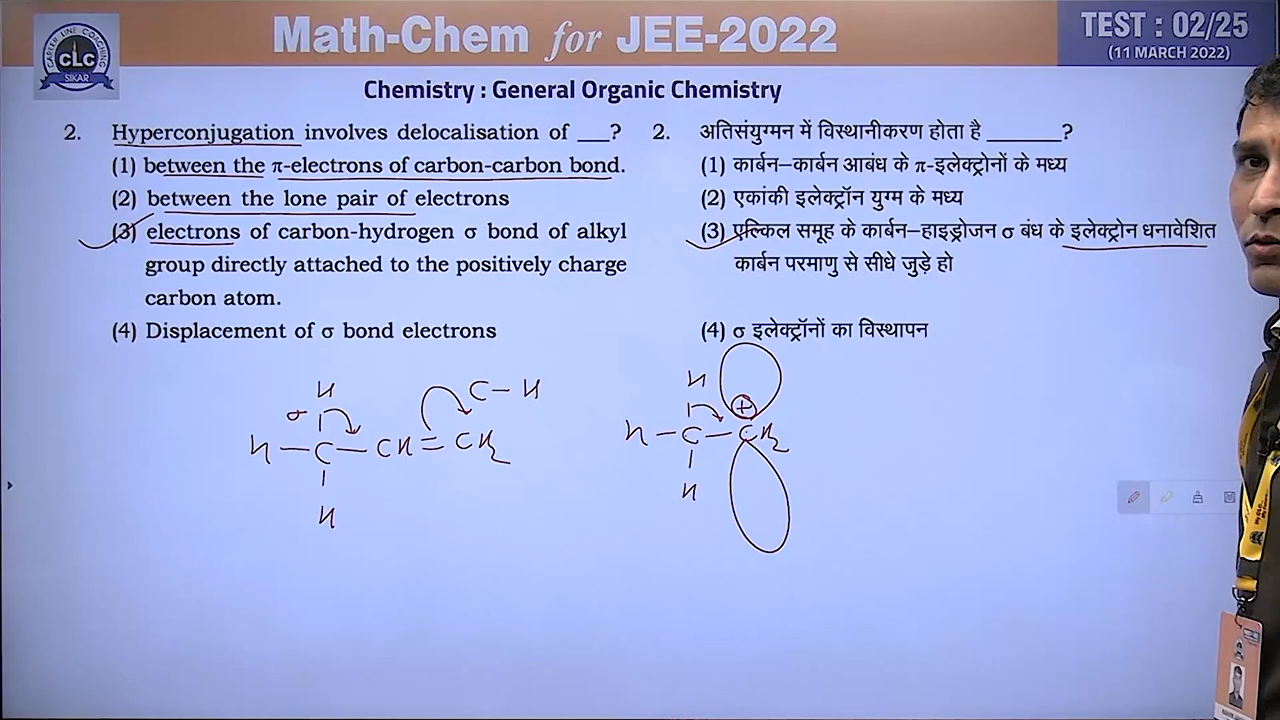 CAREER LINE COACHING
CLC
SIKAR
Math-Chem for JEE-2022
TEST : 02/25
(11 MARCH 2022)
Chemistry : General Organic Chemistry
2. Hyperconjugation involves delocalisation of ___?
(1) between the π-electrons of carbon-carbon bond.
(2) between the lone pair of electrons
(3) electrons of carbon-hydrogen σ bond of alkyl
group directly attached to the positively charge
carbon atom.
(4) Displacement of σ bond electrons
2. अतिसंयुग्मन में विस्थानीकरण होता है ______?
(1) कार्बन–कार्बन आबंध के π-इलेक्ट्रोनों के मध्य
(2) एकांकी इलेक्ट्रॉन युग्म के मध्य
(3) एल्किल समूह के कार्बन–हाइड्रोजन σ बंध के इलेक्ट्रोन धनावेशित
कार्बन परमाणु से सीधे जुड़े हो
(4) σ इलेक्ट्रॉनों का विस्थापन
H C – H
σ
H – C – CH = CH2
H
H +
H – C – CH2
H